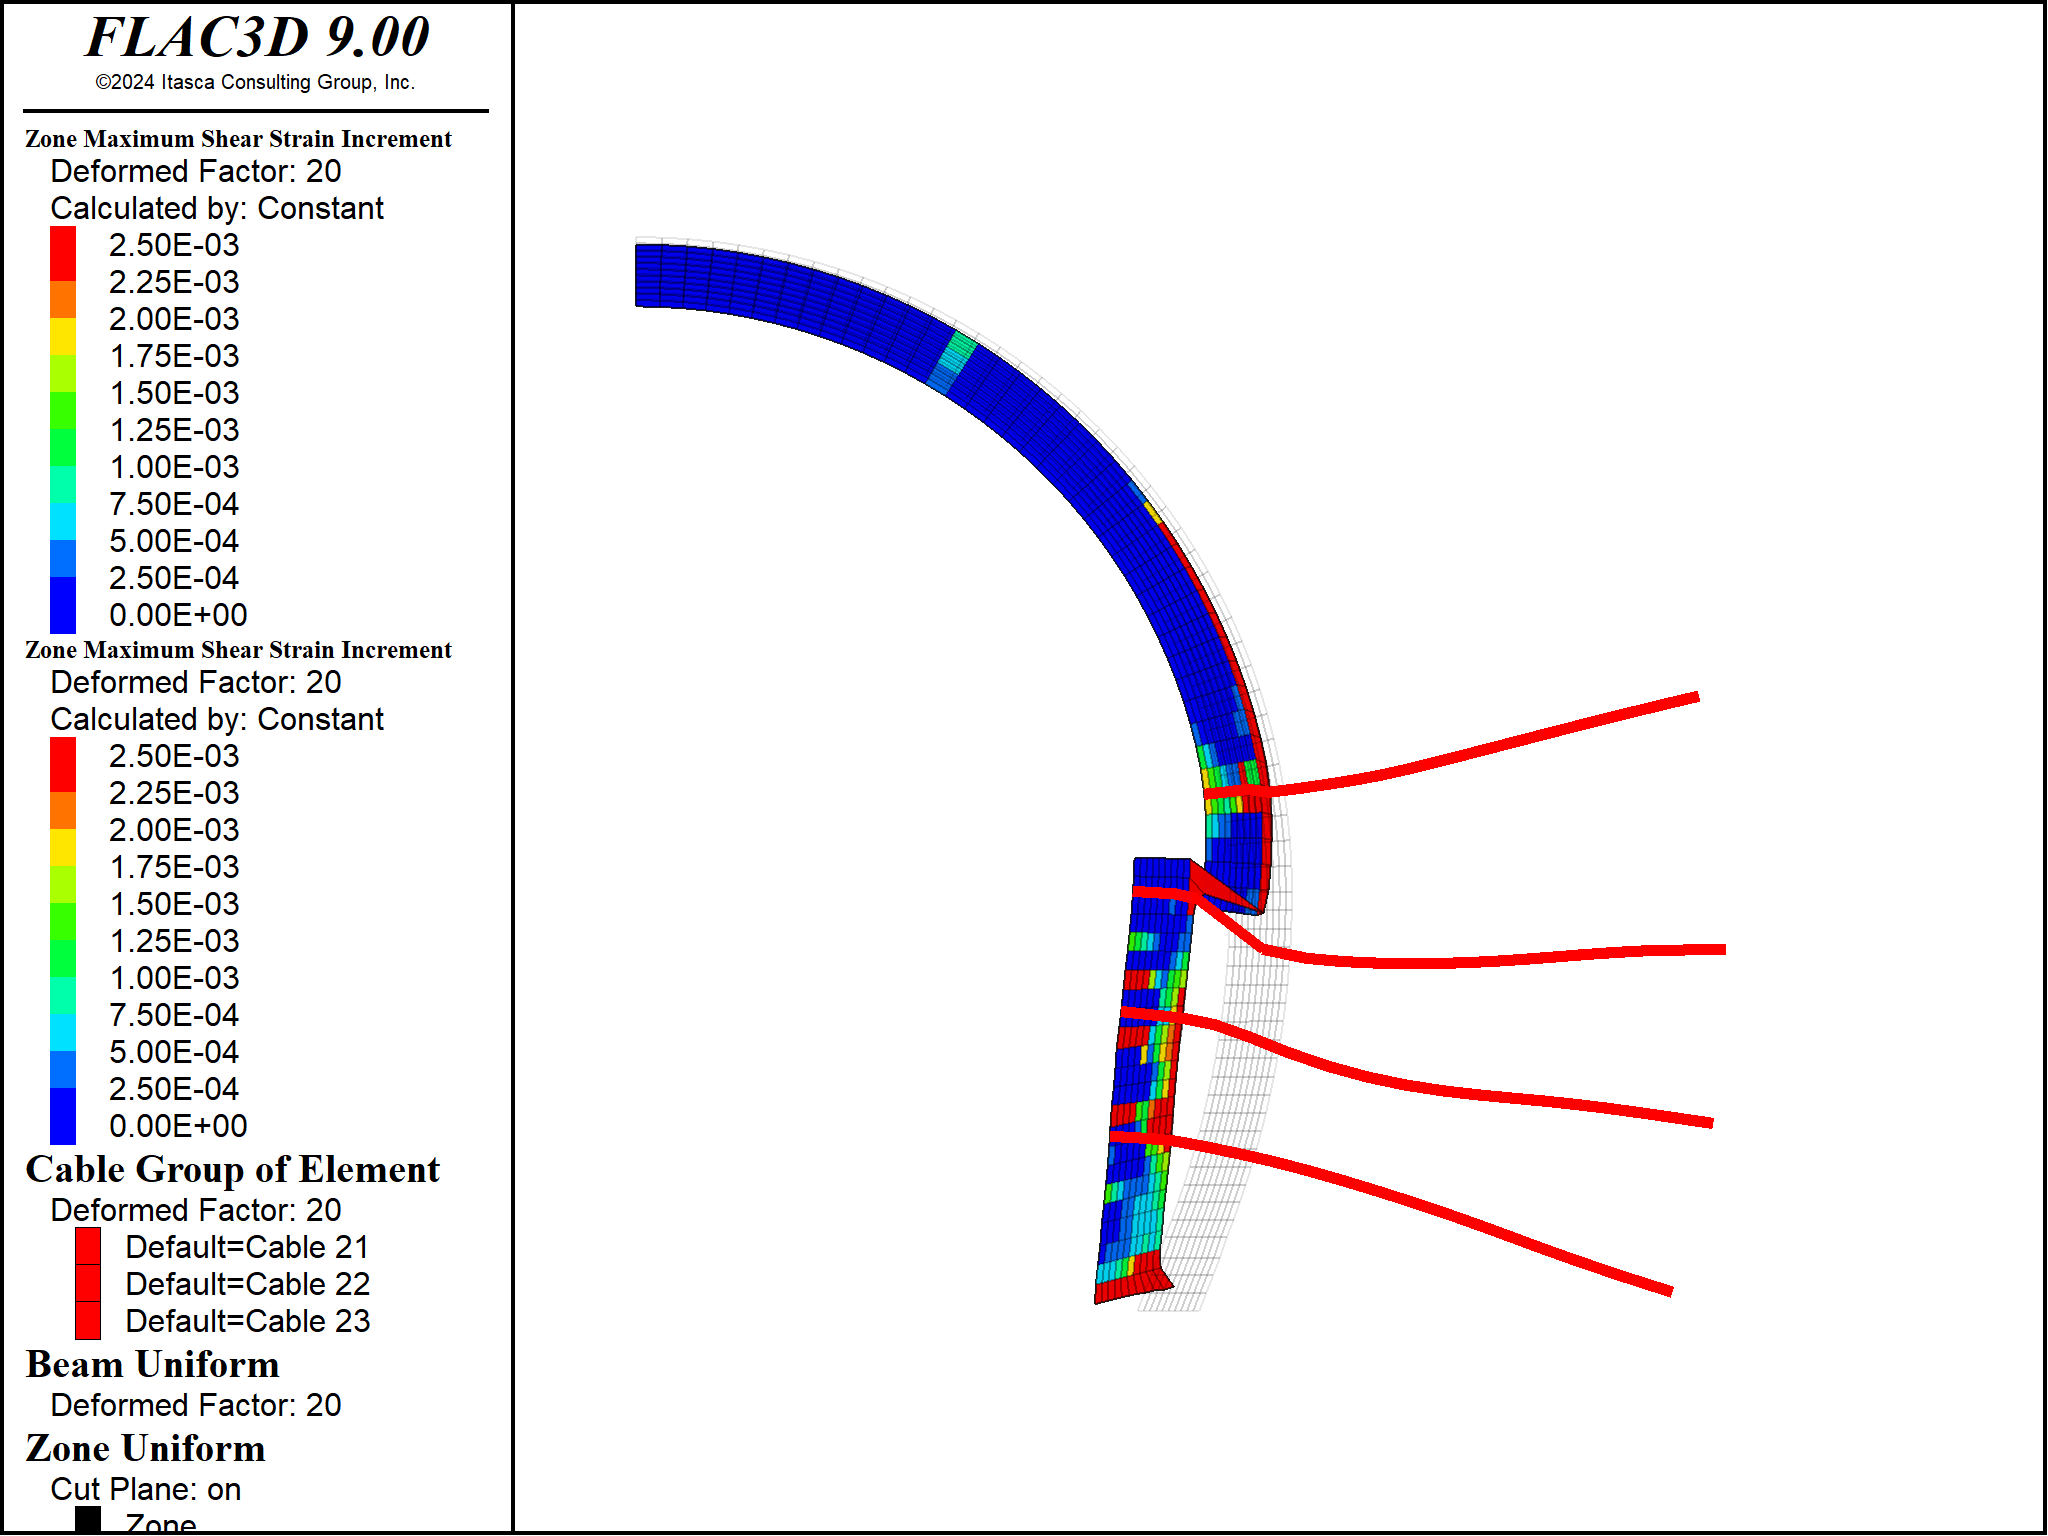 FLAC3D 9.00
©2024 Itasca Consulting Group, Inc.
Zone Maximum Shear Strain Increment
Deformed Factor: 20
Calculated by: Constant
2.50E-03
2.25E-03
2.00E-03
1.75E-03
1.50E-03
1.25E-03
1.00E-03
7.50E-04
5.00E-04
2.50E-04
0.00E+00
Zone Maximum Shear Strain Increment
Deformed Factor: 20
Calculated by: Constant
2.50E-03
2.25E-03
2.00E-03
1.75E-03
1.50E-03
1.25E-03
1.00E-03
7.50E-04
5.00E-04
2.50E-04
0.00E+00
Cable Group of Element
Deformed Factor: 20
Default=Cable 21
Default=Cable 22
Default=Cable 23
Beam Uniform
Deformed Factor: 20
Zone Uniform
Cut Plane: on
Zone